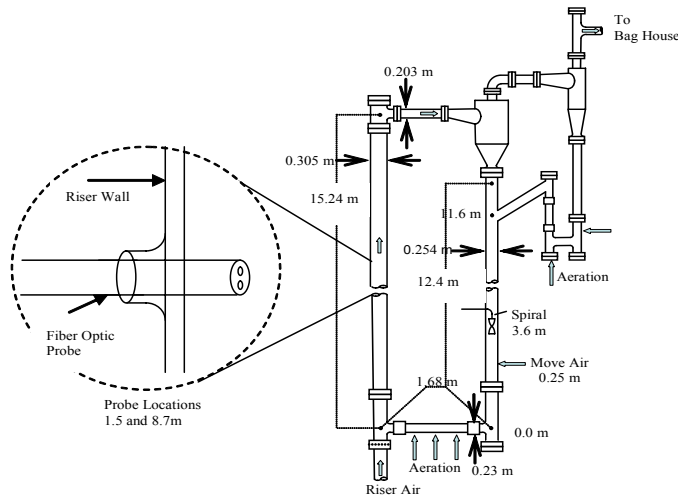 To
Bag House
0.203 m
0.305 m
Riser Wall
15.24 m
11.6 m
0.254 m
12.4 m
Aeration
Spiral
3.6 m
Fiber Optic
Probe
Move Air
0.25 m
1.68 m
Probe Locations
1.5 and 8.7m
0.0 m
Aeration
0.23 m
Riser Air